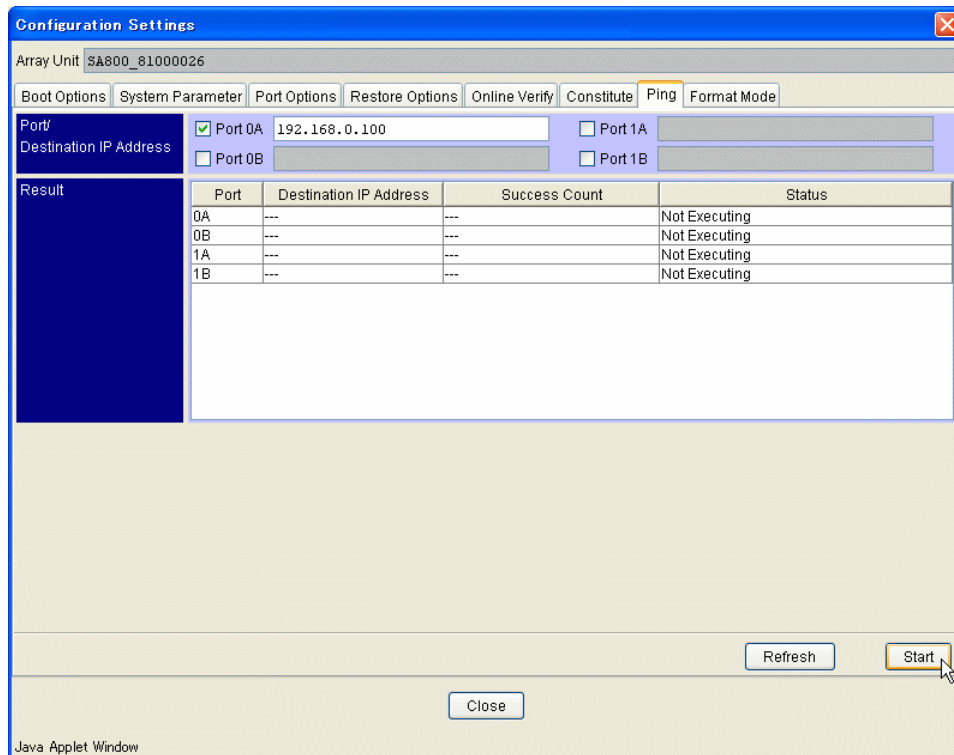 Configuration Settings
Array Unit SA800_81000026
Boot Options System Parameter Port Options Restore Options Online Verify Constitute Ping Format Mode
Port/
Destination IP Address
Port 0A 192.168.0.100 Port 1A
Port 0B Port 1B
Result
Port Destination IP Address Success Count Status
0A --- --- Not Executing
0B --- --- Not Executing
1A --- --- Not Executing
1B --- --- Not Executing
Refresh Start
Close
Java Applet Window